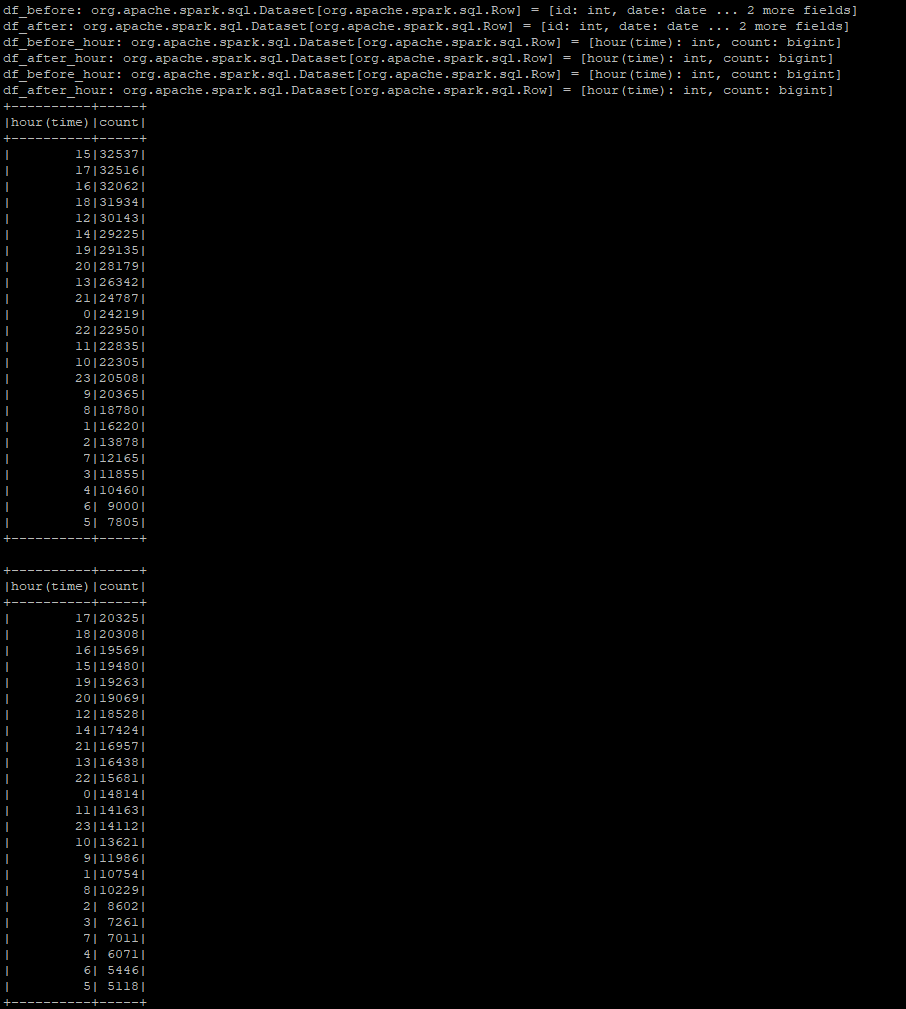 df_before: org.apache.spark.sql.Dataset[org.apache.spark.sql.Row] = [id: int, date: date ... 2 more fields]
df_after: org.apache.spark.sql.Dataset[org.apache.spark.sql.Row] = [id: int, date: date ... 2 more fields]
df_before_hour: org.apache.spark.sql.Dataset[org.apache.spark.sql.Row] = [hour(time): int, count: bigint]
df_after_hour: org.apache.spark.sql.Dataset[org.apache.spark.sql.Row] = [hour(time): int, count: bigint]
df_before_hour: org.apache.spark.sql.Dataset[org.apache.spark.sql.Row] = [hour(time): int, count: bigint]
df_after_hour: org.apache.spark.sql.Dataset[org.apache.spark.sql.Row] = [hour(time): int, count: bigint]
+----------+-----+
|hour(time)|count|
+----------+-----+
|        15|32537|
|        17|32516|
|        16|32062|
|        18|31934|
|        12|30143|
|        14|29225|
|        19|29135|
|        20|28179|
|        13|26342|
|        21|24787|
|         0|24219|
|        22|22950|
|        11|22835|
|        10|22305|
|        23|20508|
|         9|20365|
|         8|18780|
|         1|16220|
|         2|13878|
|         7|12165|
|         3|11855|
|         4|10460|
|         6| 9000|
|         5| 7805|
+----------+-----+

+----------+-----+
|hour(time)|count|
+----------+-----+
|        17|20325|
|        18|20308|
|        16|19569|
|        15|19480|
|        19|19263|
|        20|19069|
|        12|18528|
|        14|17424|
|        21|16957|
|        13|16438|
|        22|15681|
|         0|14814|
|        11|14163|
|        23|14112|
|        10|13621|
|         9|11986|
|         1|10754|
|         8|10229|
|         2| 8602|
|         3| 7261|
|         7| 7011|
|         4| 6071|
|         6| 5446|
|         5| 5118|
+----------+-----+